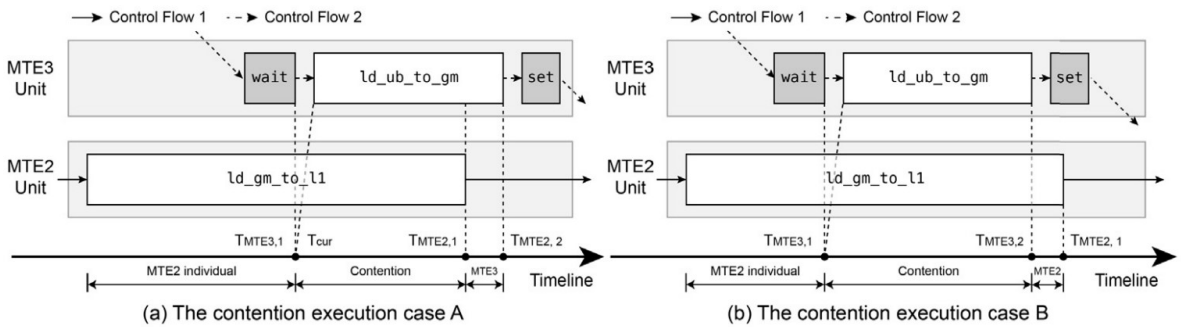 Control Flow 1
Control Flow 2
MTE3
Unit
wait
ld_ub_to_gm
set
MTE2
Unit
ld_gm_to_l1
TMTE3,1
Tcur
TMTE2,1
TMTE2, 2
MTE2 individual
Contention
MTE3
Timeline
(a) The contention execution case A
Control Flow 1
Control Flow 2
MTE3
Unit
wait
ld_ub_to_gm
set
MTE2
Unit
ld_gm_to_l1
TMTE3,1
TMTE3,2
TMTE2, 1
MTE2 individual
Contention
MTE2
Timeline
(b) The contention execution case B